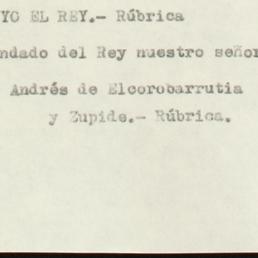 YO EL REY.- Rúbrica
ndado del Rey nuestro señor
Andrés de Elcorobarrutia
y Zupide.- Rúbrica.